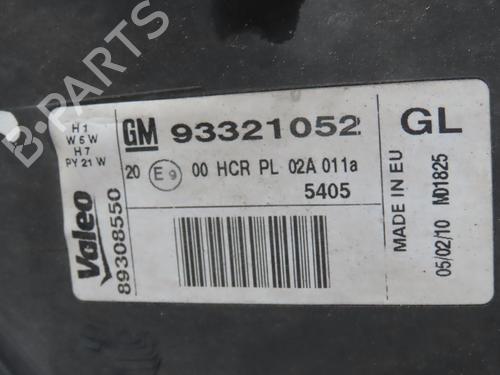 H 1
W 5 W
H 7
PY 21 W
GM 93321052
GL
20 E9 00 HCR PL 02A 011a
5405
Valeo
89308550
MADE IN EU
05/02/10 MD1825
B-PARTS